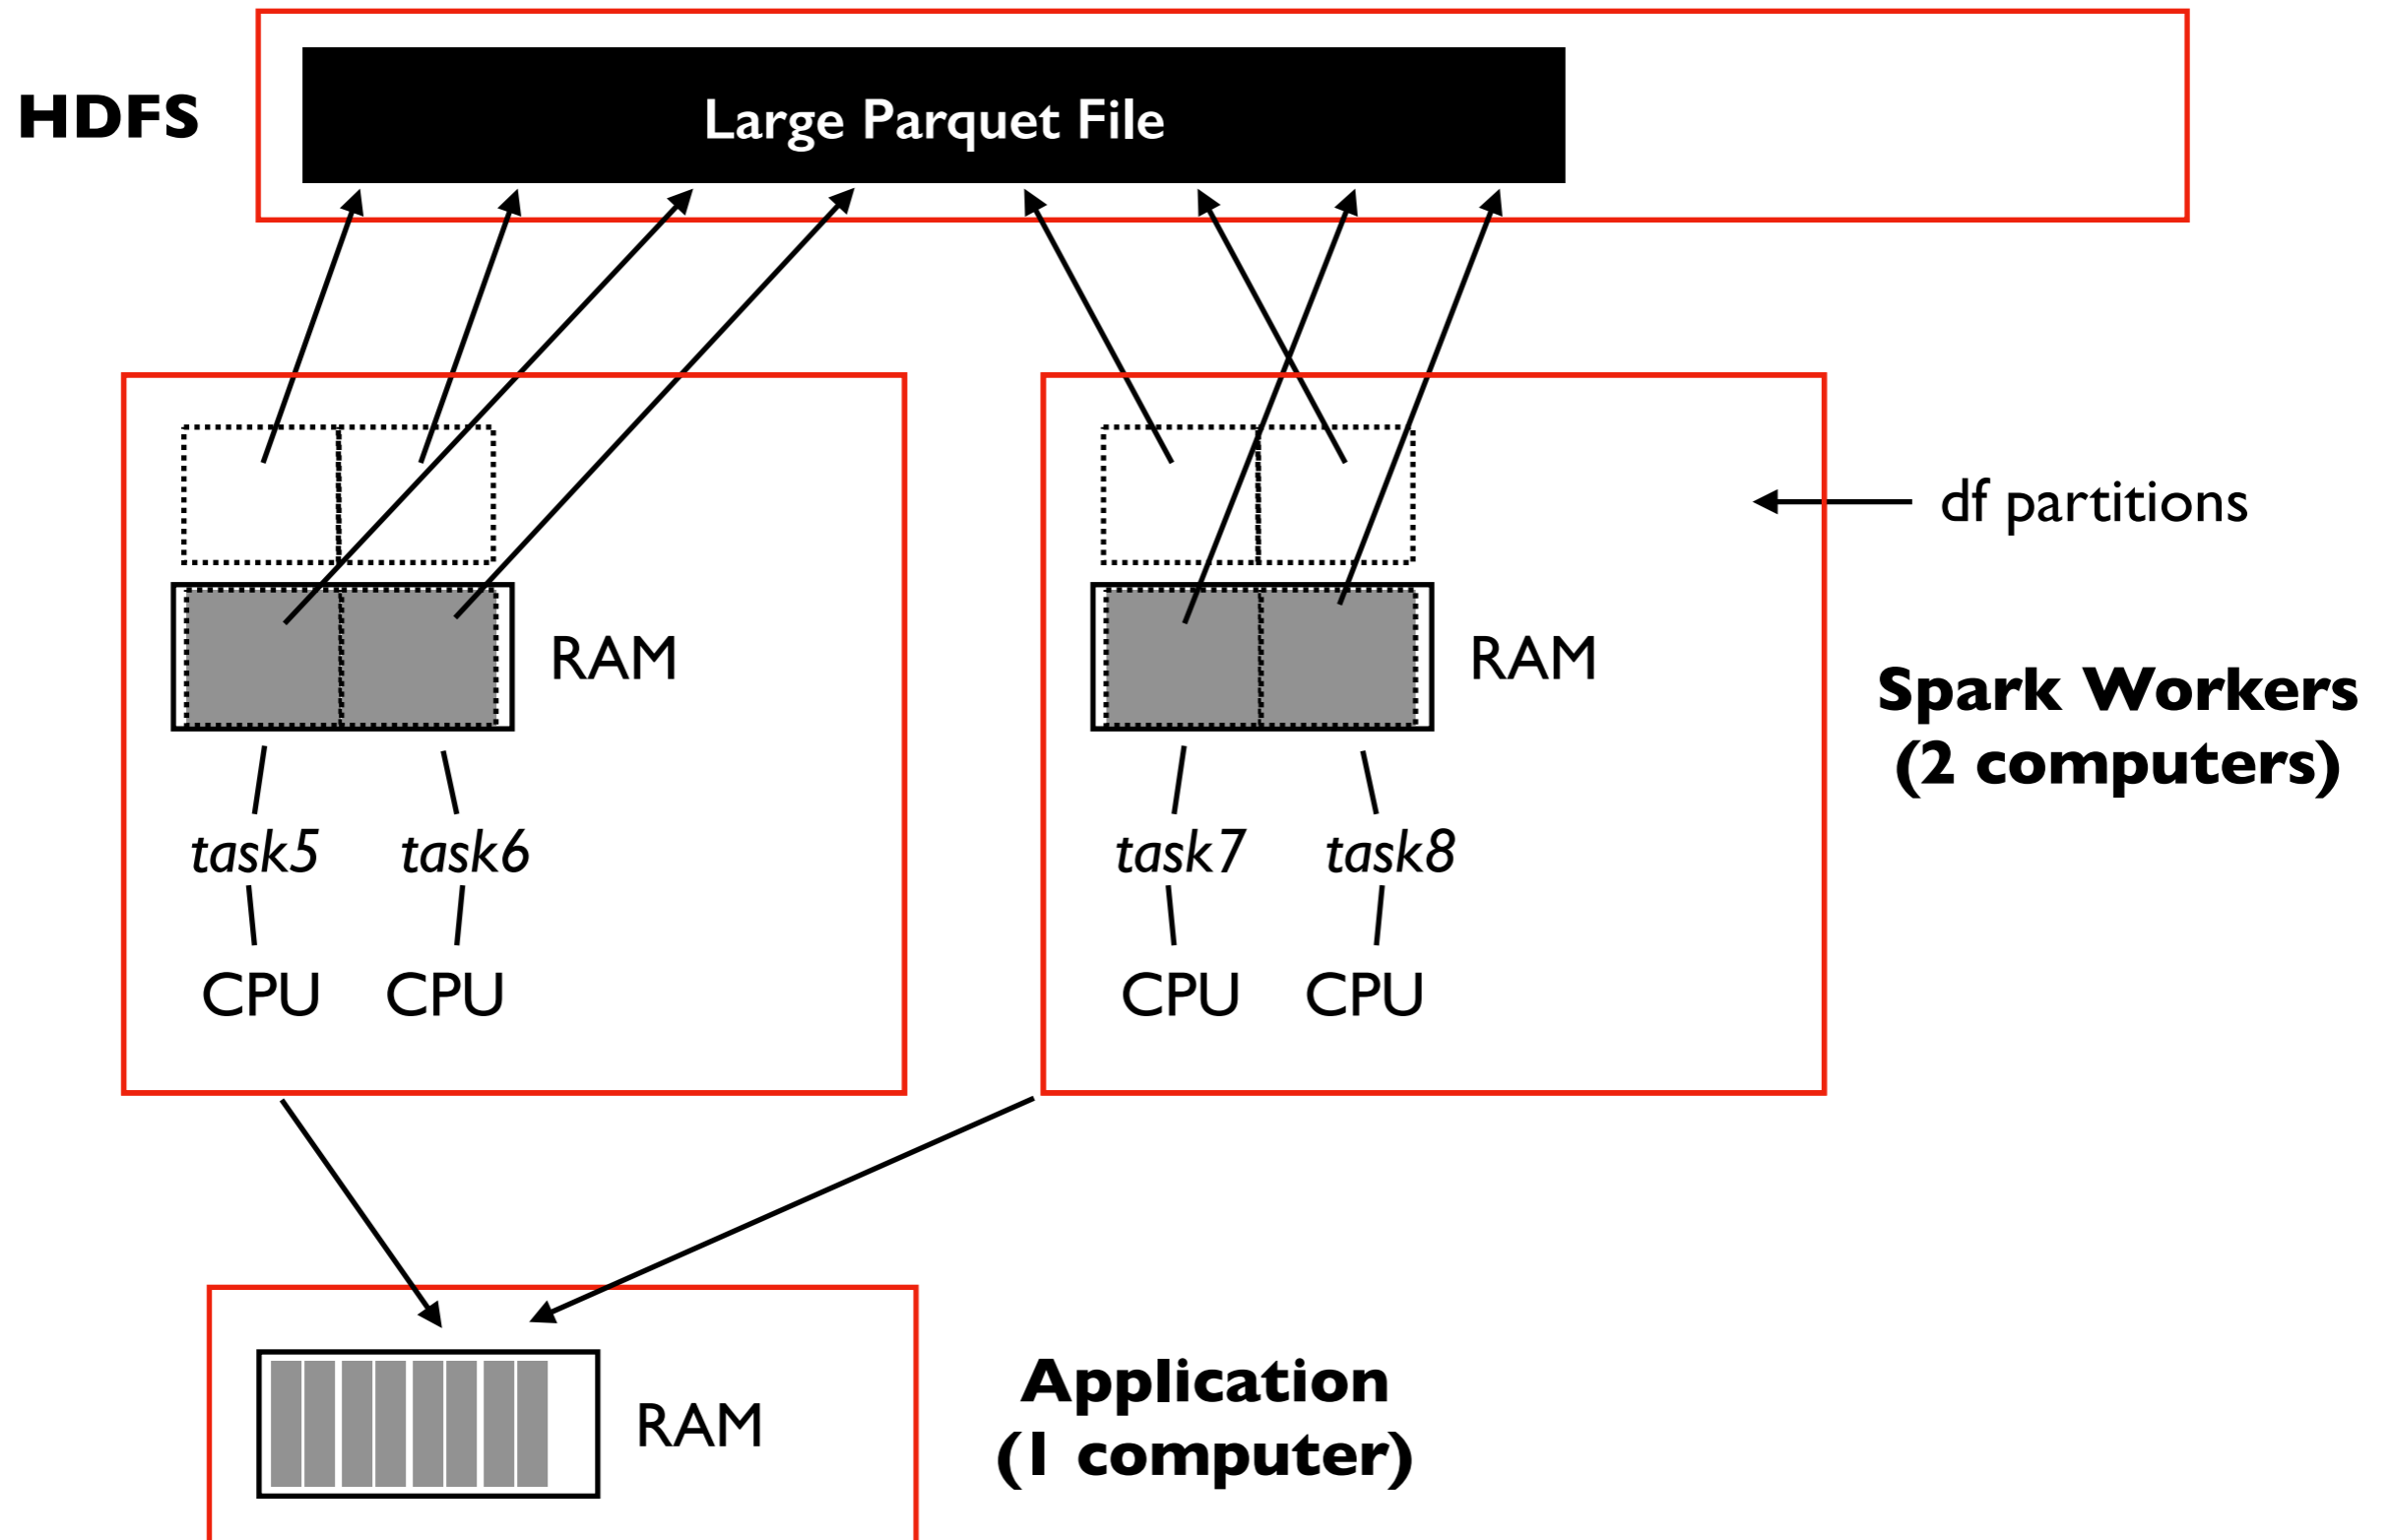 HDFS
Large Parquet File
df partitions
RAM
RAM
Spark Workers
(2 computers)
task5
task6
task7
task8
CPU
CPU
CPU
CPU
Application
(1 computer)
RAM